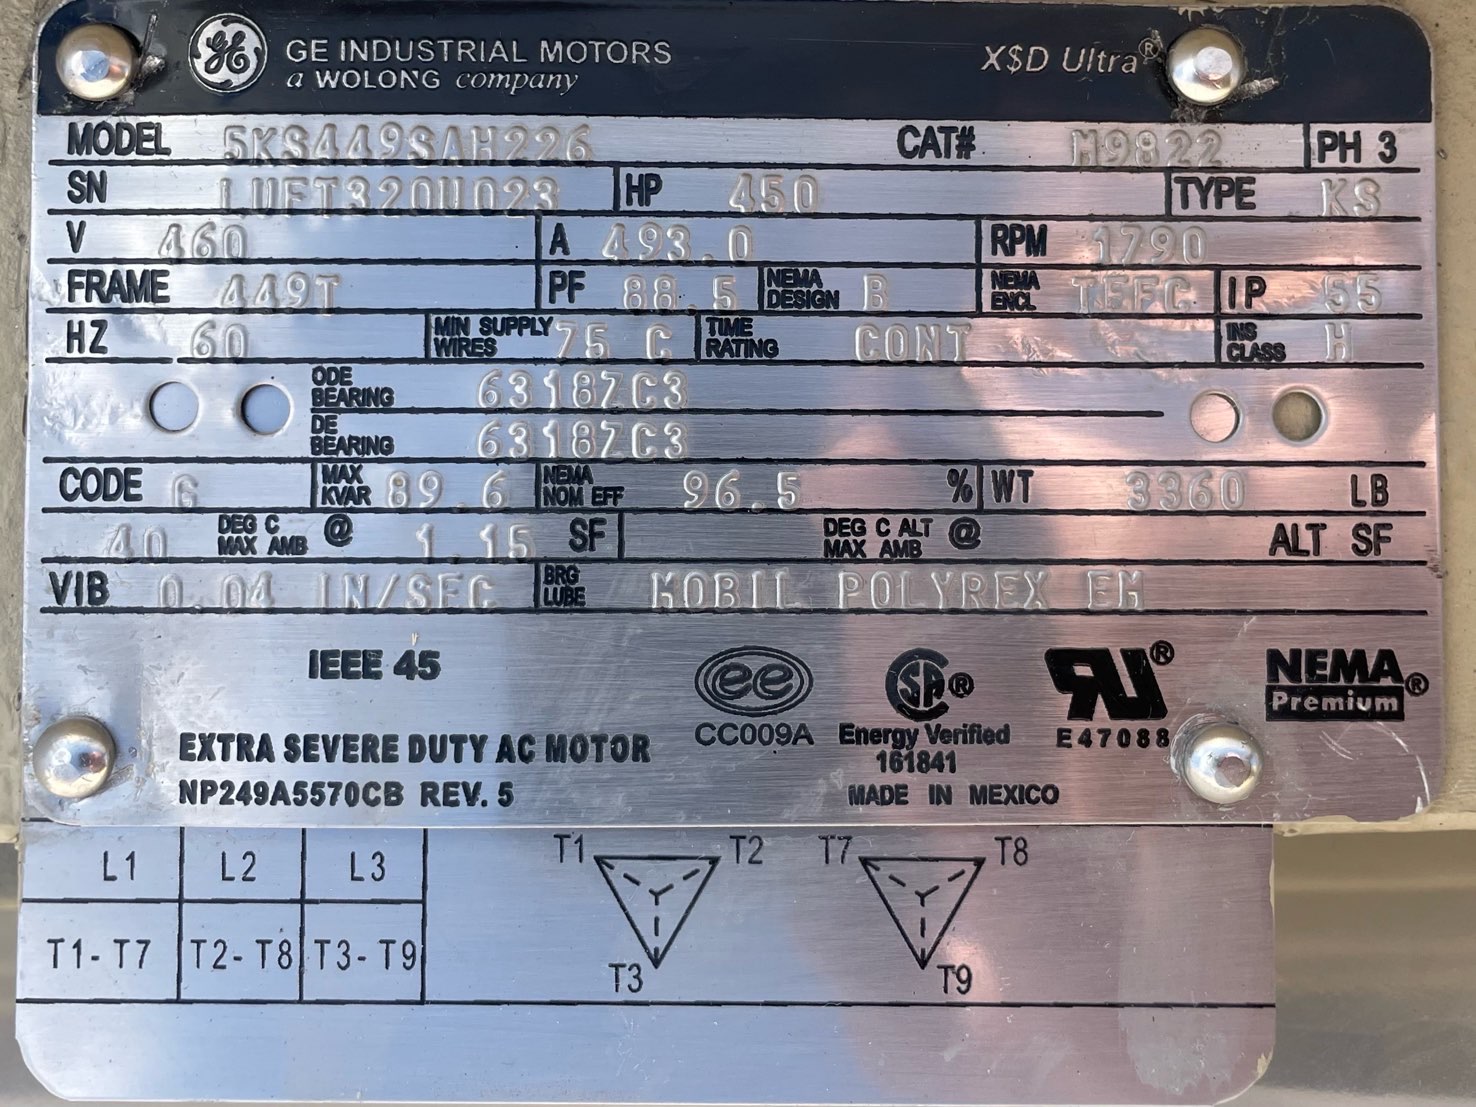 GE GE INDUSTRIAL MOTORS X$D Ultra®
a WOLONG company
MODEL 5KS449SAH226 CAT# M9822 PH 3
SN LUFT320U023 HP 450 TYPE KS
V 460 A 493.0 RPM 1790
FRAME 449T PF 88.5 NEMA DESIGN B NEMA ENCL TEFC IP 55
HZ 60 MIN SUPPLY WIRES 75 C TIME RATING CONT INS CLASS H
ODE BEARING 6318ZC3
DE BEARING 6318ZC3
CODE G MAX KVAR 89.6 NEMA NOM EFF 96.5 % WT 3360 LB
40 DEG C MAX AMB @ 1.15 SF DEG C ALT MAX AMB @ ALT SF
VIB 0.04 IN/SEC BRG LUBE MOBIL POLYREX EM
IEEE 45
ee
CC009A
SA®
Energy Verified
161841
RU®
E47088
NEMA
Premium®
EXTRA SEVERE DUTY AC MOTOR
NP249A5570CB REV. 5
MADE IN MEXICO
L1 L2 L3
T1-T7 T2-T8 T3-T9
T1 T2 T7 T8
T3 T9